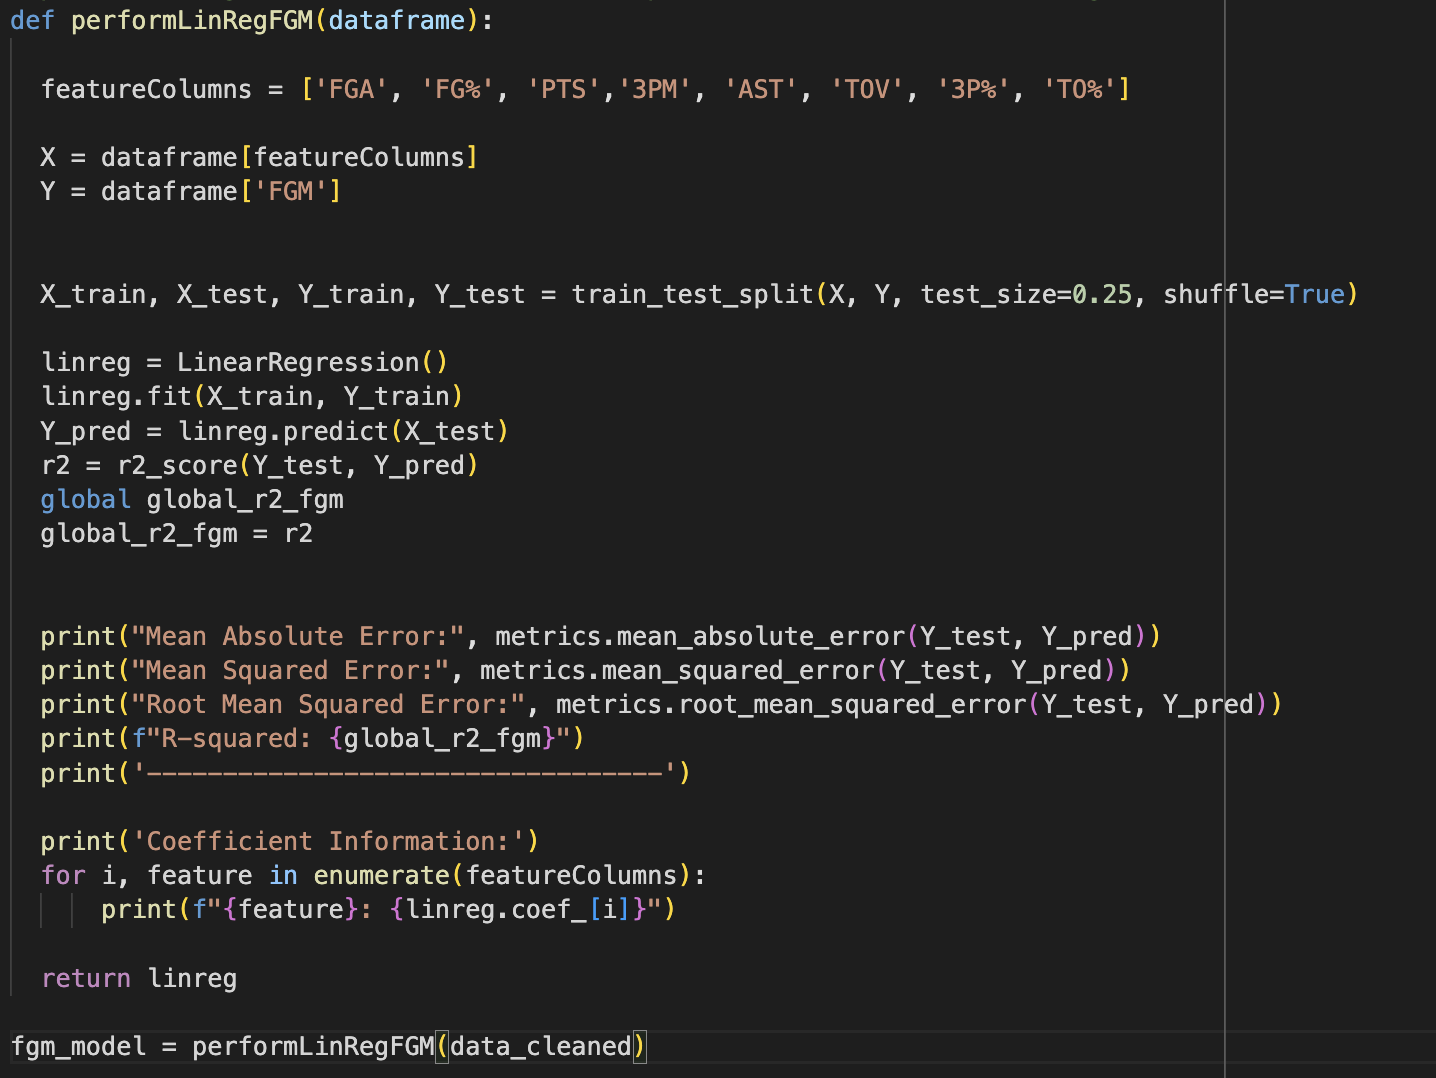 def performLinRegFGM(dataframe):
featureColumns = ['FGA', 'FG%', 'PTS','3PM', 'AST', 'TOV', '3P%', 'TO%']
X = dataframe[featureColumns]
Y = dataframe['FGM']
X_train, X_test, Y_train, Y_test = train_test_split(X, Y, test_size=0.25, shuffle=True)
linreg = LinearRegression()
linreg.fit(X_train, Y_train)
Y_pred = linreg.predict(X_test)
r2 = r2_score(Y_test, Y_pred)
global global_r2_fgm
global_r2_fgm = r2
print("Mean Absolute Error:", metrics.mean_absolute_error(Y_test, Y_pred))
print("Mean Squared Error:", metrics.mean_squared_error(Y_test, Y_pred))
print("Root Mean Squared Error:", metrics.root_mean_squared_error(Y_test, Y_pred))
print(f"R-squared: {global_r2_fgm}")
print('----------------------------------')
print('Coefficient Information:')
for i, feature in enumerate(featureColumns):
print(f"{feature}: {linreg.coef_[i]}")
return linreg
fgm_model = performLinRegFGM(data_cleaned)